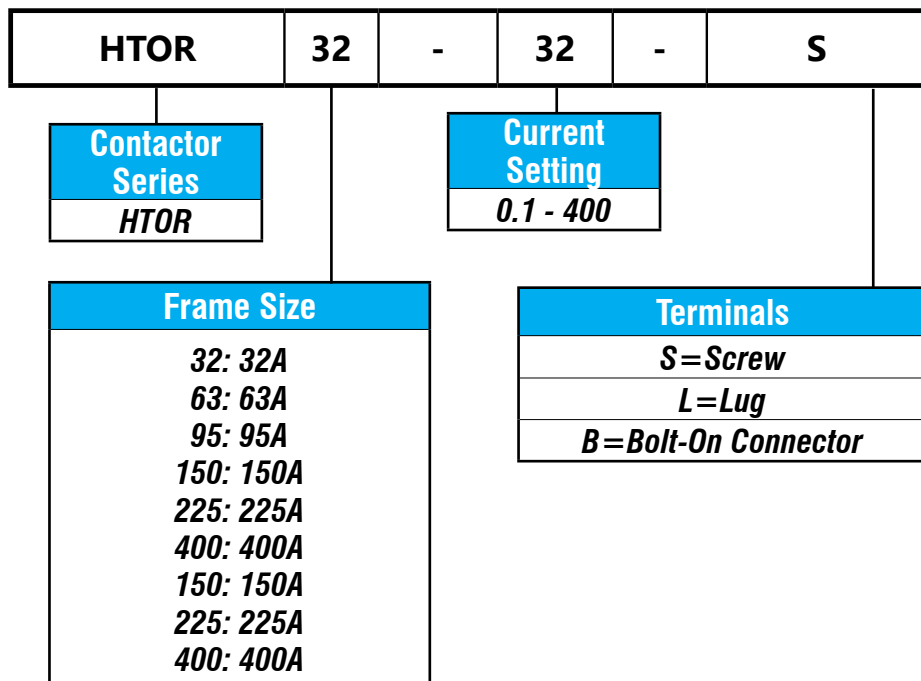 HTOR 32 - 32 - S
Contactor
Series
HTOR
Current
Setting
0.1 - 400
Frame Size
32: 32A
63: 63A
95: 95A
150: 150A
225: 225A
400: 400A
150: 150A
225: 225A
400: 400A
Terminals
S=Screw
L=Lug
B=Bolt-On Connector